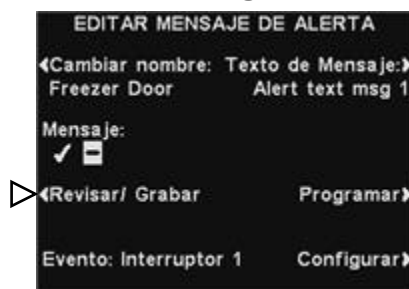 EDITAR MENSAJE DE ALERTA
Cambiar nombre: Texto de Mensaje:
Freezer Door Alert text msg 1
Mensaje:
✓ −
Revisar/ Grabar Programar
Evento: Interruptor 1 Configurar